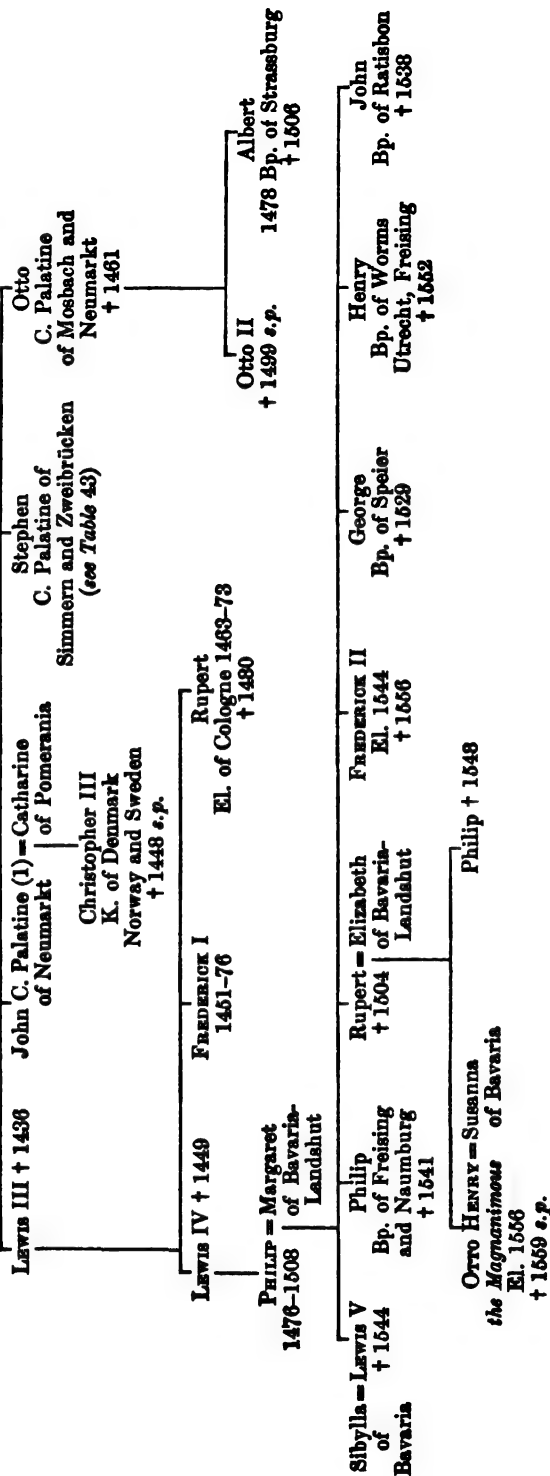 LEWIS III † 1436
John C. Palatine (1) = Catharine
of Neumarkt
of Pomerania
Stephen
C. Palatine of
Simmern and Zweibrücken
(see Table 43)
Otto
C. Palatine
of Mosbach and
Neumarkt
† 1461
Christopher III
K. of Denmark
Norway and Sweden
† 1448 s.p.
LEWIS IV † 1449
FREDERICK I
1451-76
Rupert
El. of Cologne 1463-73
† 1480
Otto II
† 1499 s.p.
Albert
1478 Bp. of Strassburg
† 1506
PHILIP = Margaret
1476-1508
of Bavaria-
Landshut
Sibylla = LEWIS V
of
Bavaria
† 1544
Philip
Bp. of Freising
and Naumburg
† 1541
Rupert = Elizabeth
† 1504
of Bavaria-
Landshut
FREDERICK II
El. 1544
† 1556
George
Bp. of Speier
† 1529
Henry
Bp. of Worms
Utrecht, Freising
† 1552
John
Bp. of Ratisbon
† 1538
OTTO HENRY = Susanna
the Magnanimous of Bavaria
El. 1556
† 1559 s.p.
Philip † 1548